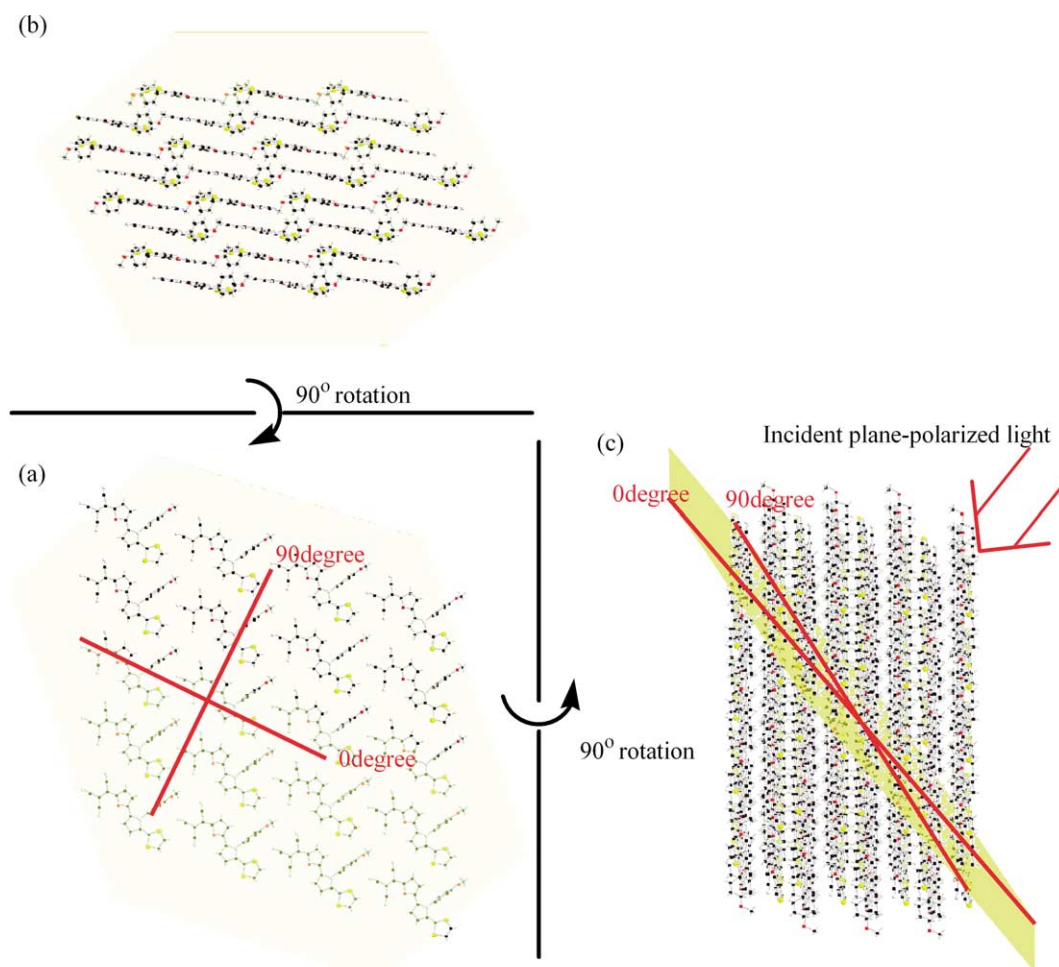 (b)
90° rotation
(a)
90degree
0degree
90° rotation
(c)
Incident plane-polarized light
0degree
90degree